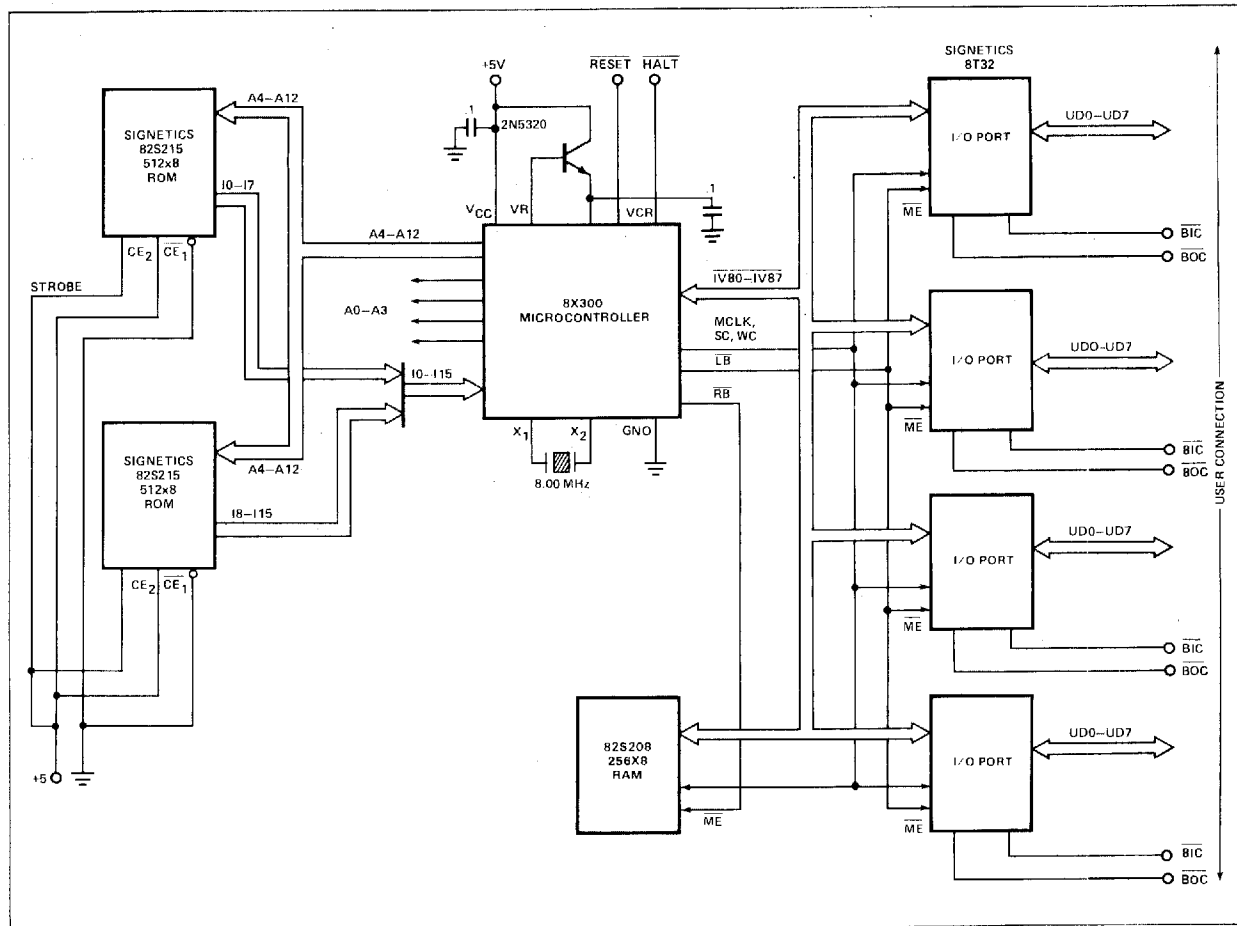 SIGNETICS
82S215
512x8
ROM
A4-A12
I0-I7
CE2
CE1
STROBE
SIGNETICS
82S215
512x8
ROM
A4-A12
I8-I15
CE2
CE1
+5
A4-A12
A0-A3
I0-I15
+5V
RESET
HALT
.1
2N5320
.1
VCC
VR
VCR
8X300
MICROCONTROLLER
X1
X2
GNO
8.00 MHz
IV80-IV87
MCLK,
SC, WC
LB
RB
82S208
256X8
RAM
ME
SIGNETICS
8T32
I/O PORT
UD0-UD7
ME
BIC
BOC
I/O PORT
UD0-UD7
ME
BIC
BOC
I/O PORT
UD0-UD7
ME
BIC
BOC
I/O PORT
UD0-UD7
ME
BIC
BOC
USER CONNECTION